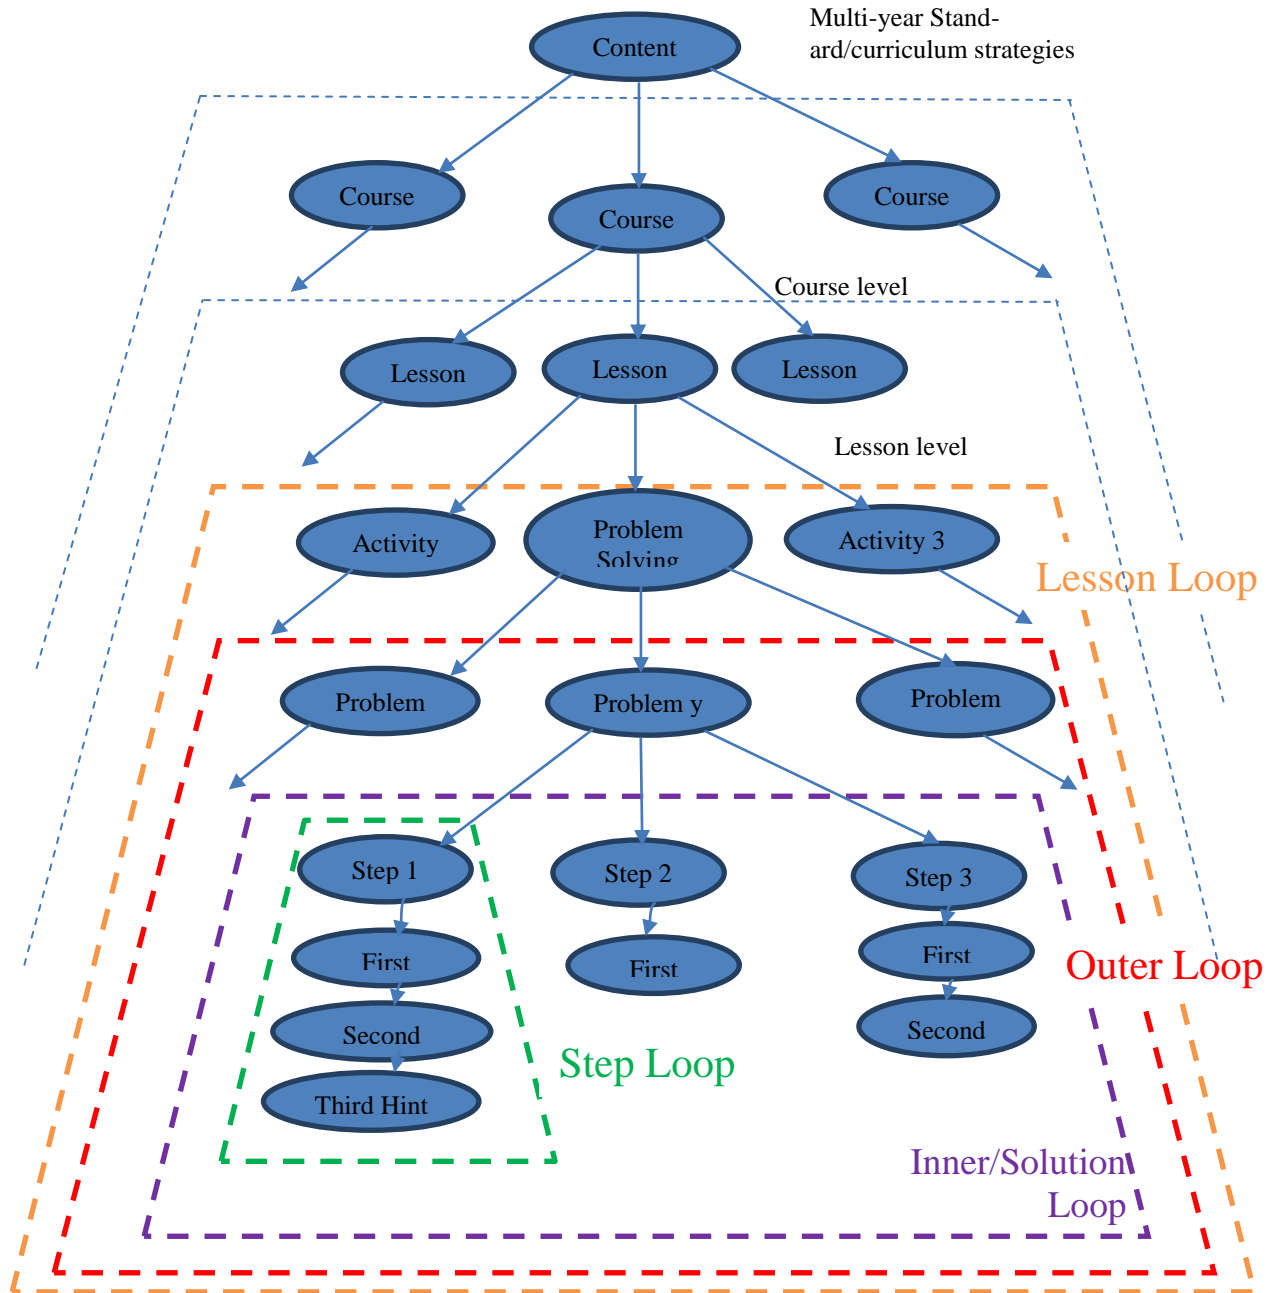 Multi-year Stand-
ard/curriculum strategies
Content
Course
Course
Course
Course level
Lesson
Lesson
Lesson
Lesson level
Activity
Problem
Solving
Activity 3
Lesson Loop
Problem
Problem y
Problem
Step 1
Step 2
Step 3
First
First
First
Outer Loop
Second
Second
Step Loop
Third Hint
Inner/Solution
Loop